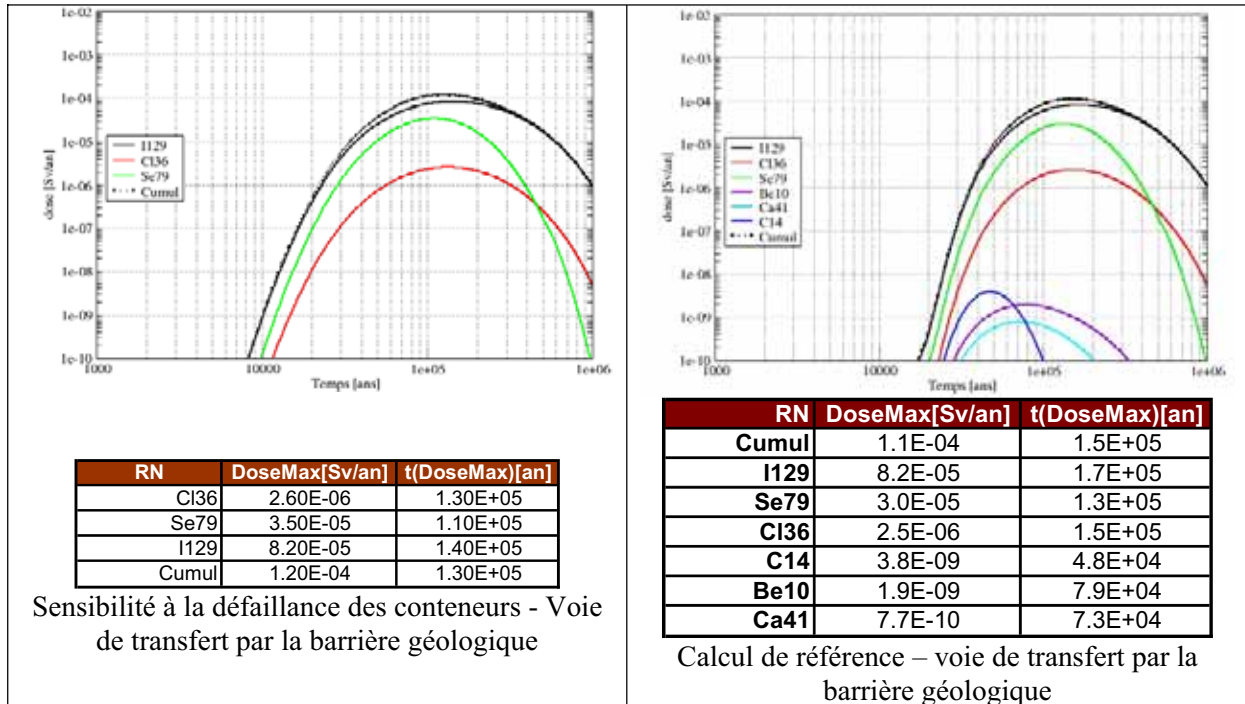 1e-02
1e-03
1e-04
1e-05
1e-06
1e-07
1e-08
1e-09
1e-10
dose [Sv/an]
I129
Cl36
Se79
Cumul
1000
10000
1e+05
1e+06
Temps [ans]
RN DoseMax[Sv/an] t(DoseMax)[an]
Cl36 2.60E-06 1.30E+05
Se79 3.50E-05 1.10E+05
I129 8.20E-05 1.40E+05
Cumul 1.20E-04 1.30E+05
Sensibilité à la défaillance des conteneurs - Voie
de transfert par la barrière géologique
1e-02
1e-03
1e-04
1e-05
1e-06
1e-07
1e-08
1e-09
1e-10
dose [Sv/an]
I129
Cl36
Se79
Be10
Ca41
C14
Cumul
1000
10000
1e+05
1e+06
Temps [ans]
RN DoseMax[Sv/an] t(DoseMax)[an]
Cumul 1.1E-04 1.5E+05
I129 8.2E-05 1.7E+05
Se79 3.0E-05 1.3E+05
Cl36 2.5E-06 1.5E+05
C14 3.8E-09 4.8E+04
Be10 1.9E-09 7.9E+04
Ca41 7.7E-10 7.3E+04
Calcul de référence – voie de transfert par la
barrière géologique